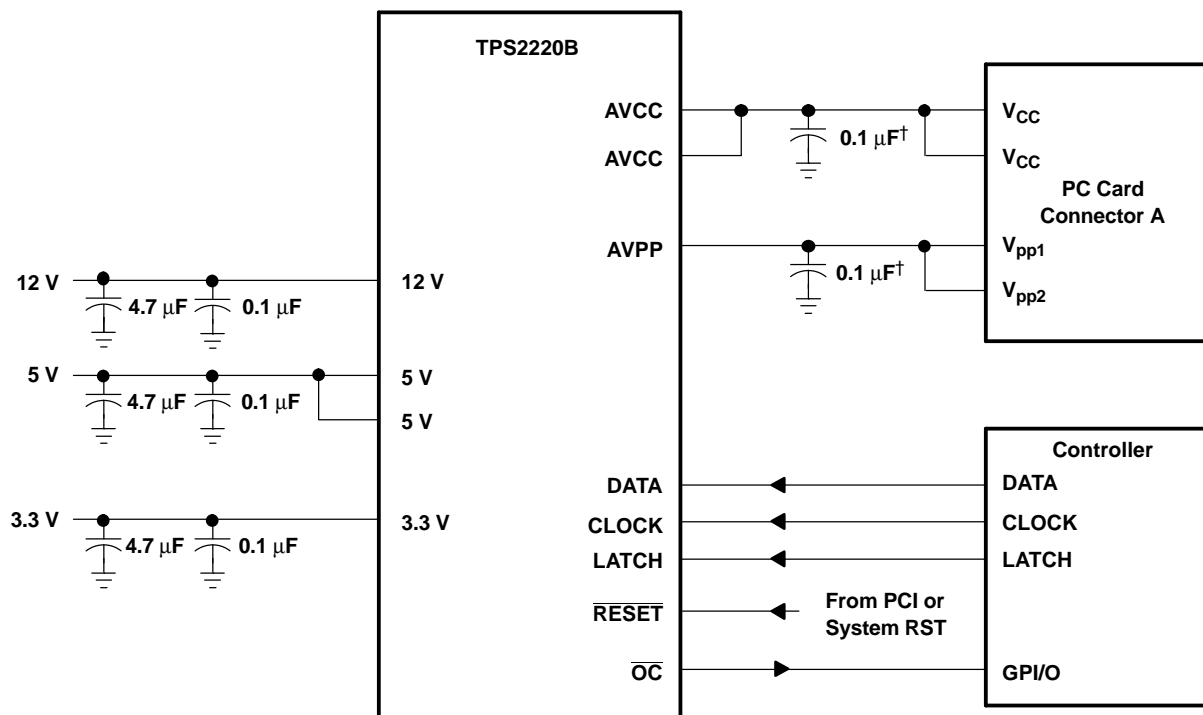 TPS2220B
AVCC
0.1 μF†
VCC
AVCC
VCC
PC Card
Connector A
AVPP
0.1 μF†
Vpp1
Vpp2
12 V
4.7 μF
0.1 μF
12 V
5 V
4.7 μF
0.1 μF
5 V
5 V
3.3 V
4.7 μF
0.1 μF
3.3 V
Controller
DATA
DATA
CLOCK
CLOCK
LATCH
LATCH
RESET
From PCI or
System RST
OC
GPI/O